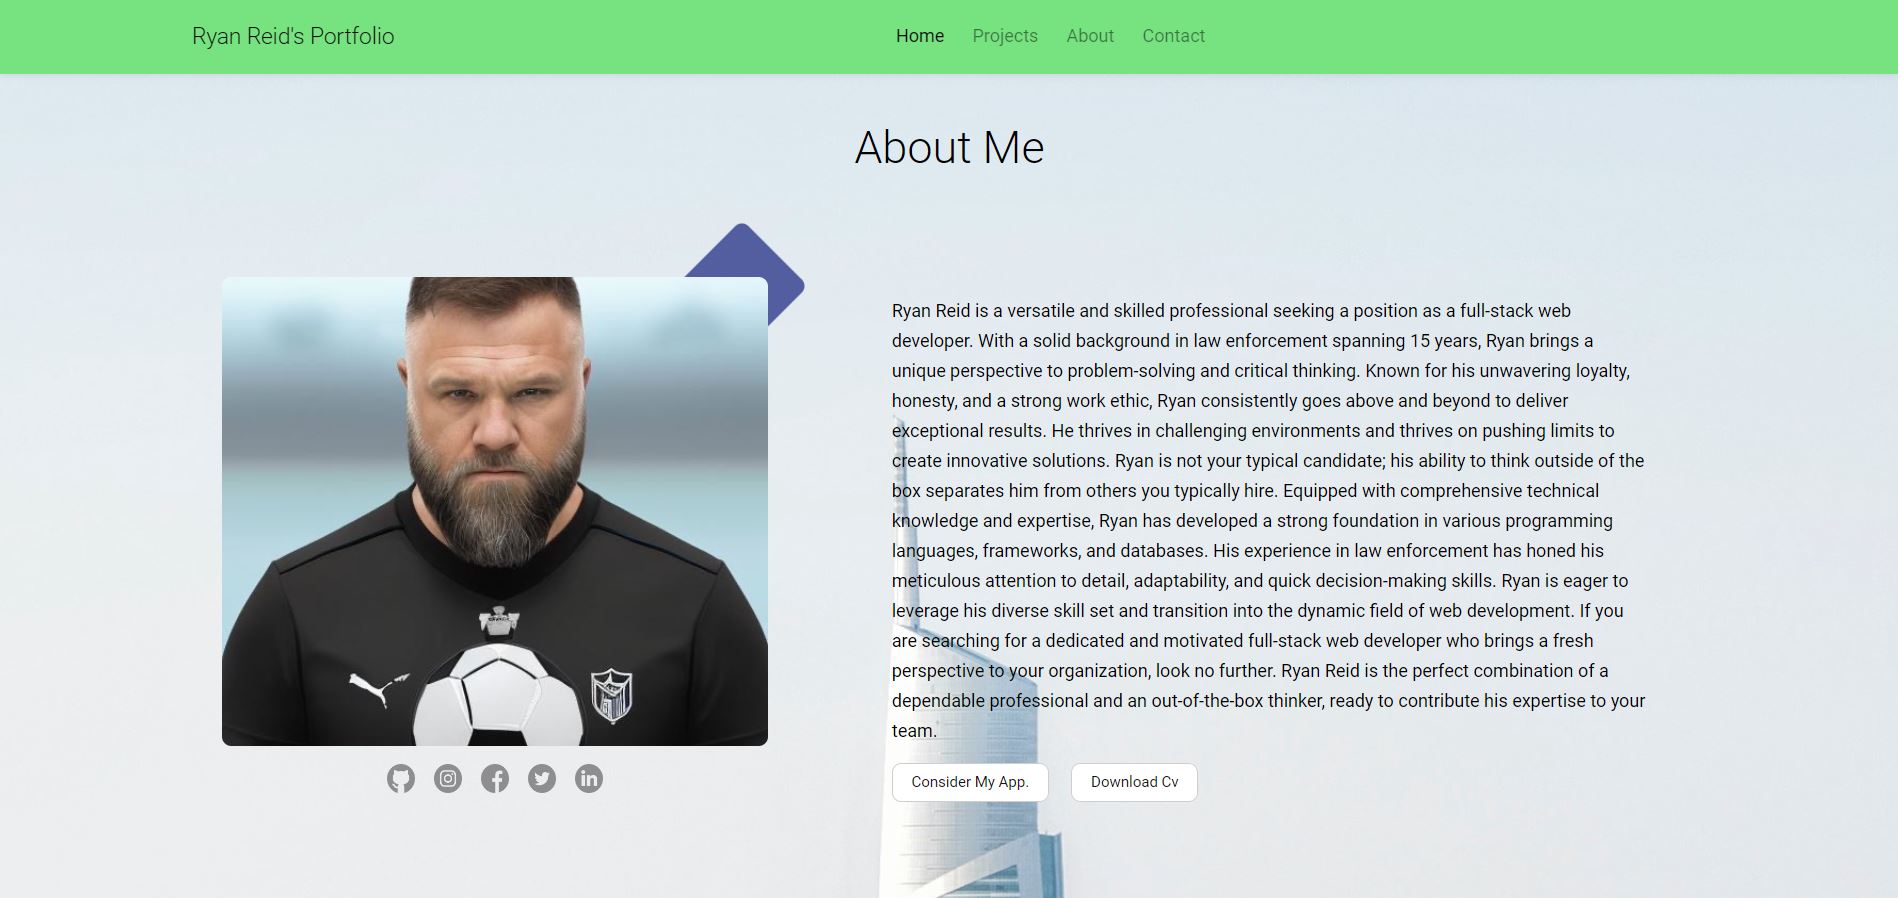 Ryan Reid's Portfolio
Home Projects About Contact
About Me
Ryan Reid is a versatile and skilled professional seeking a position as a full-stack web
developer. With a solid background in law enforcement spanning 15 years, Ryan brings a
unique perspective to problem-solving and critical thinking. Known for his unwavering loyalty,
honesty, and a strong work ethic, Ryan consistently goes above and beyond to deliver
exceptional results. He thrives in challenging environments and thrives on pushing limits to
create innovative solutions. Ryan is not your typical candidate; his ability to think outside of the
box separates him from others you typically hire. Equipped with comprehensive technical
knowledge and expertise, Ryan has developed a strong foundation in various programming
languages, frameworks, and databases. His experience in law enforcement has honed his
meticulous attention to detail, adaptability, and quick decision-making skills. Ryan is eager to
leverage his diverse skill set and transition into the dynamic field of web development. If you
are searching for a dedicated and motivated full-stack web developer who brings a fresh
perspective to your organization, look no further. Ryan Reid is the perfect combination of a
dependable professional and an out-of-the-box thinker, ready to contribute his expertise to your
team.
Consider My App.
Download Cv